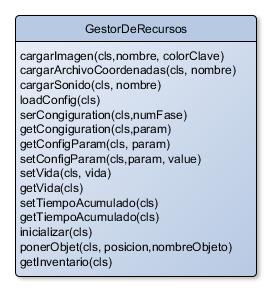 GestorDeRecursos
cargarImagen(cls,nombre, colorClave)
cargarArchivoCoordenadas(cls, nombre)
cargarSonido(cls, nombre)
loadConfig(cls)
serCongiguration(cls,numFase)
getCongiguration(cls,param)
getConfigParam(cls, param)
setConfigParam(cls,param, value)
setVida(cls, vida)
getVida(cls)
setTiempoAcumulado(cls)
getTiempoAcumulado(cls)
inicializar(cls)
ponerObjet(cls, posicion,nombreObjeto)
getInventario(cls)